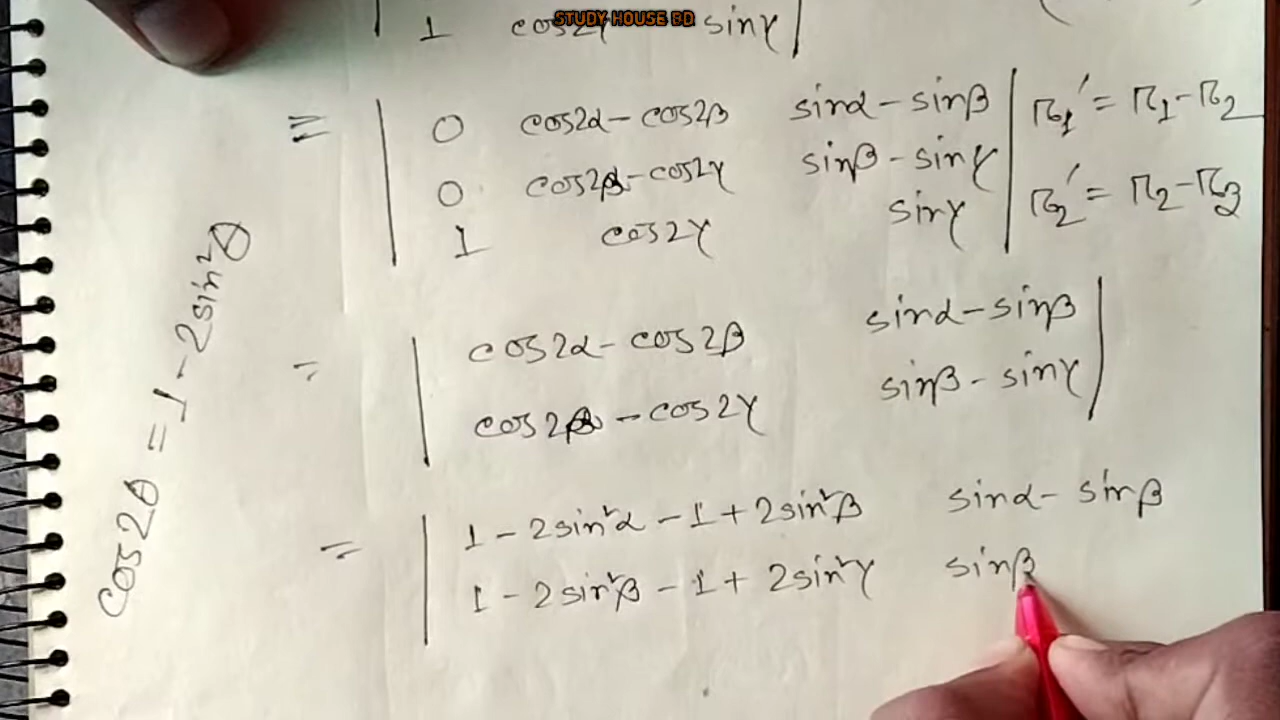 STUDY HOUSE BD
1 cos2γ sinγ
= 0 cos2α - cos2β sinα - sinβ r₁′ = r₁ - r₂
0 cos2β - cos2γ sinβ - sinγ r₂′ = r₂ - r₃
1 cos2γ sinγ
= cos2α - cos2β sinα - sinβ
cos2β - cos2γ sinβ - sinγ
= 1 - 2sin²α - 1 + 2sin²β sinα - sinβ
1 - 2sin²β - 1 + 2sin²γ sinβ
cos2θ = 1 - 2sin²θ